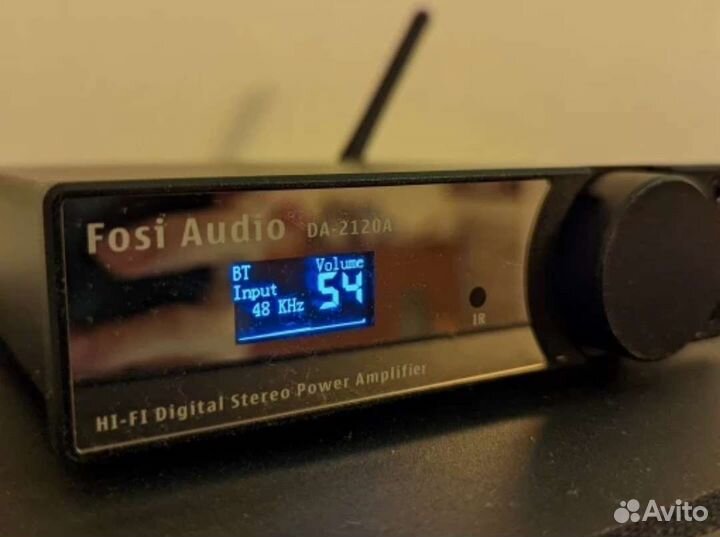 Fosi Audio DA-2120A
BT Volume
Input 54
48 KHz
IR
HI-FI Digital Stereo Power Amplifier
Avito